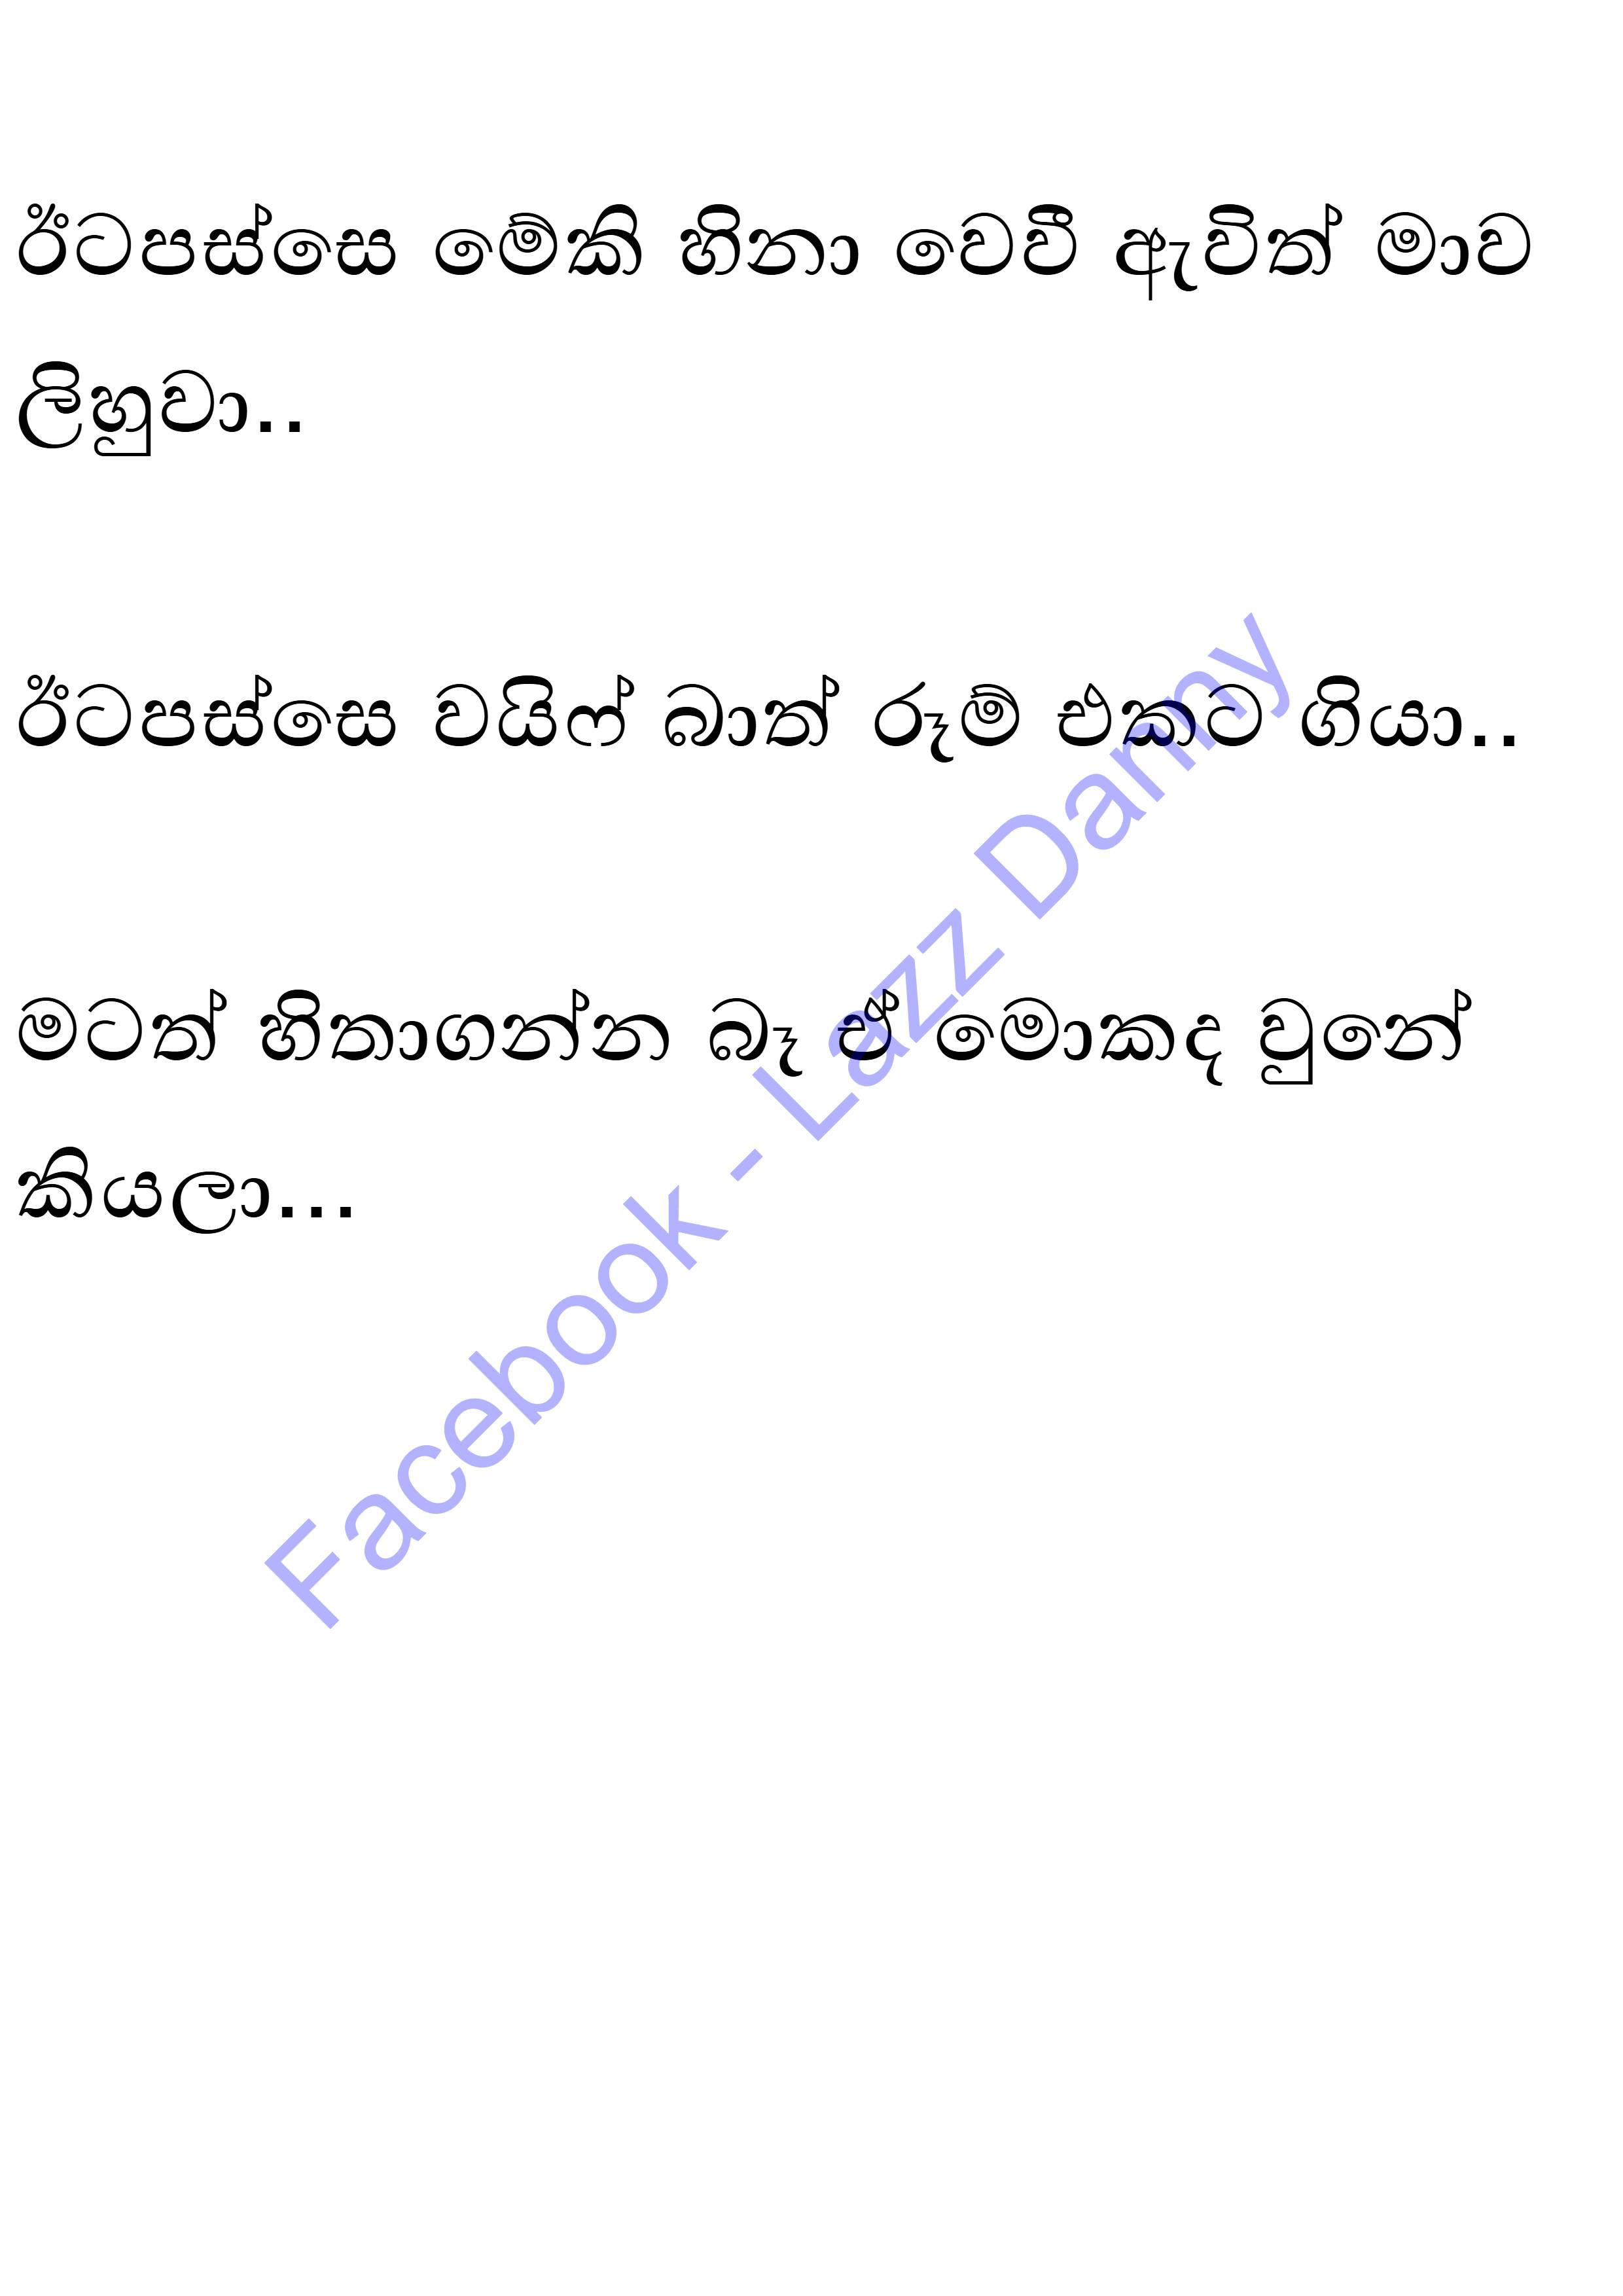 ඊටපස්සෙ මේකි හිතා වෙව් ඇවිත් මාව
ලිහුවා..
ඊටපස්සෙ වයිෆ් බාත් රූම් එකට ගියා..
මටත් හිතාගන්න බෑ ඒ මොකද වුනේ
කියලා...
Facebook - Lazz Danny